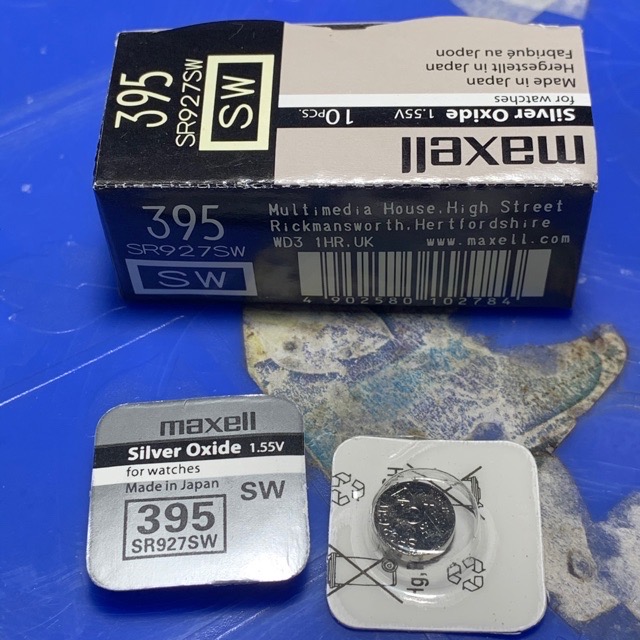 395
SR927SW
SW
maxell
Silver Oxide 1.55V
10PCS.
for watches
Made in Japan
Hergestellt in Japan
Fabriqué au Japon
395
SR927SW
SW
Multimedia House.High Street
Rickmansworth.Hertfordshire
WD3 1HR.UK www.maxell.com
4 902580 102784
maxell
Silver Oxide 1.55V
for watches
Made in Japan
SW
395
SR927SW